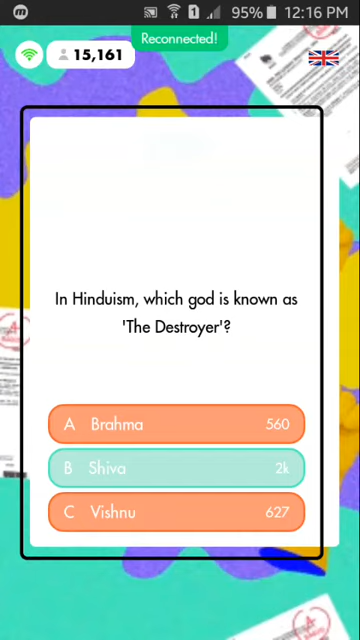 95% 12:16 PM
Reconnected!
15,161
In Hinduism, which god is known as
'The Destroyer'?
A Brahma 560
B Shiva 2k
C Vishnu 627